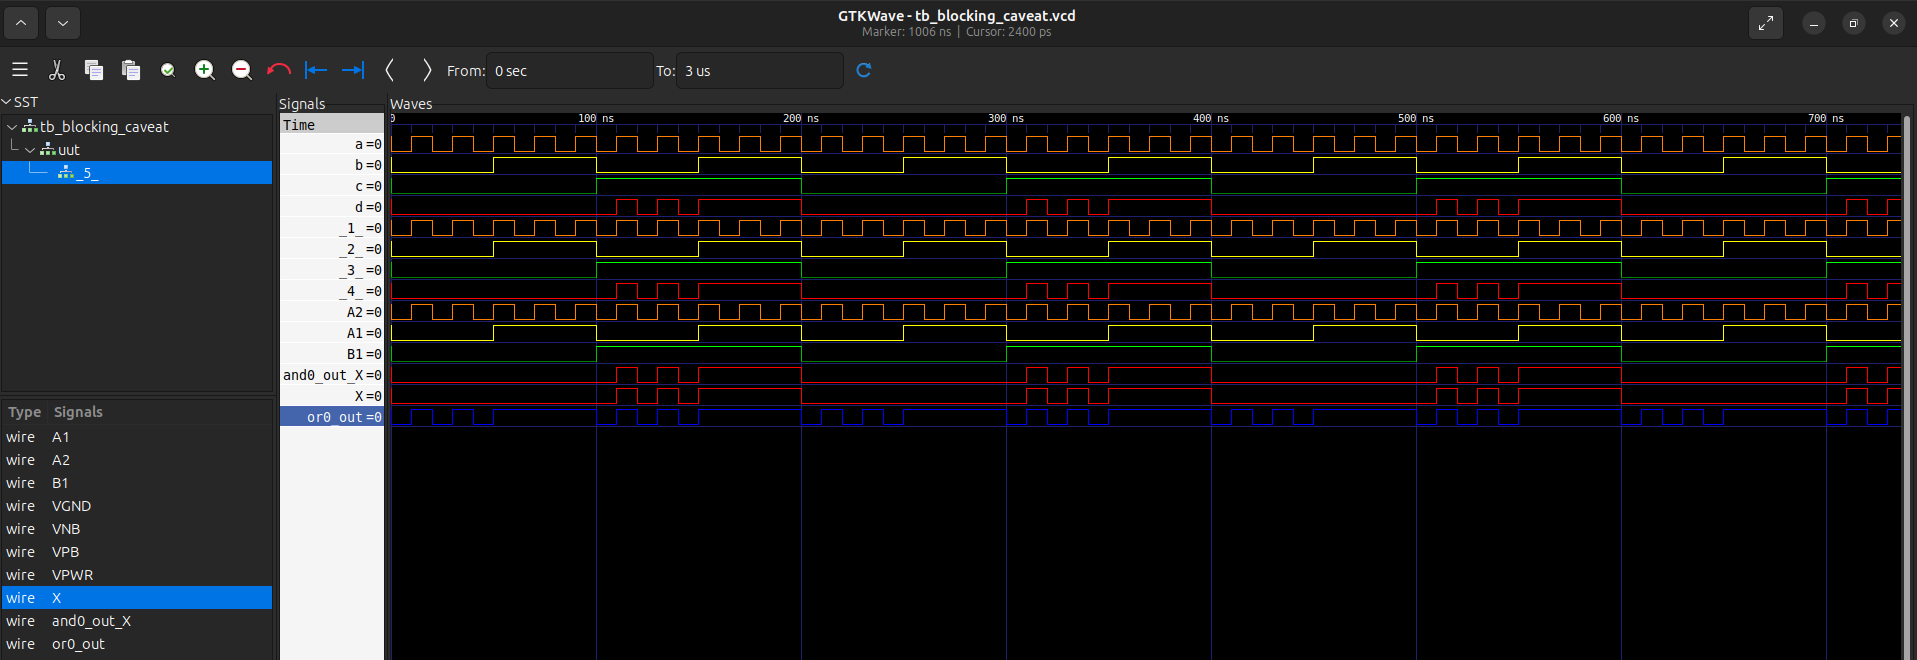 GTKWave - tb_blocking_caveat.vcd
Marker: 1006 ns | Cursor: 2400 ps
From: 0 sec To: 3 us
SST
tb_blocking_caveat
uut
_5_
Type Signals
wire A1
wire A2
wire B1
wire VGND
wire VNB
wire VPB
wire VPWR
wire X
wire and0_out_X
wire or0_out
Signals
Time
a=0
b=0
c=0
d=0
_1_=0
_2_=0
_3_=0
_4_=0
A2=0
A1=0
B1=0
and0_out_X=0
X=0
or0_out=0
Waves
0 100 ns 200 ns 300 ns 400 ns 500 ns 600 ns 700 ns